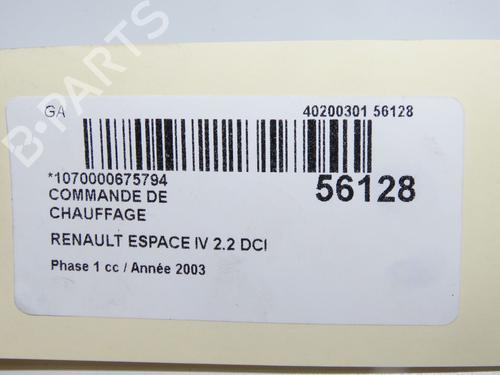 B-PARTS
GA
40200301 56128
*1070000675794
56128
COMMANDE DE
CHAUFFAGE
RENAULT ESPACE IV 2.2 DCI
Phase 1 cc / Année 2003